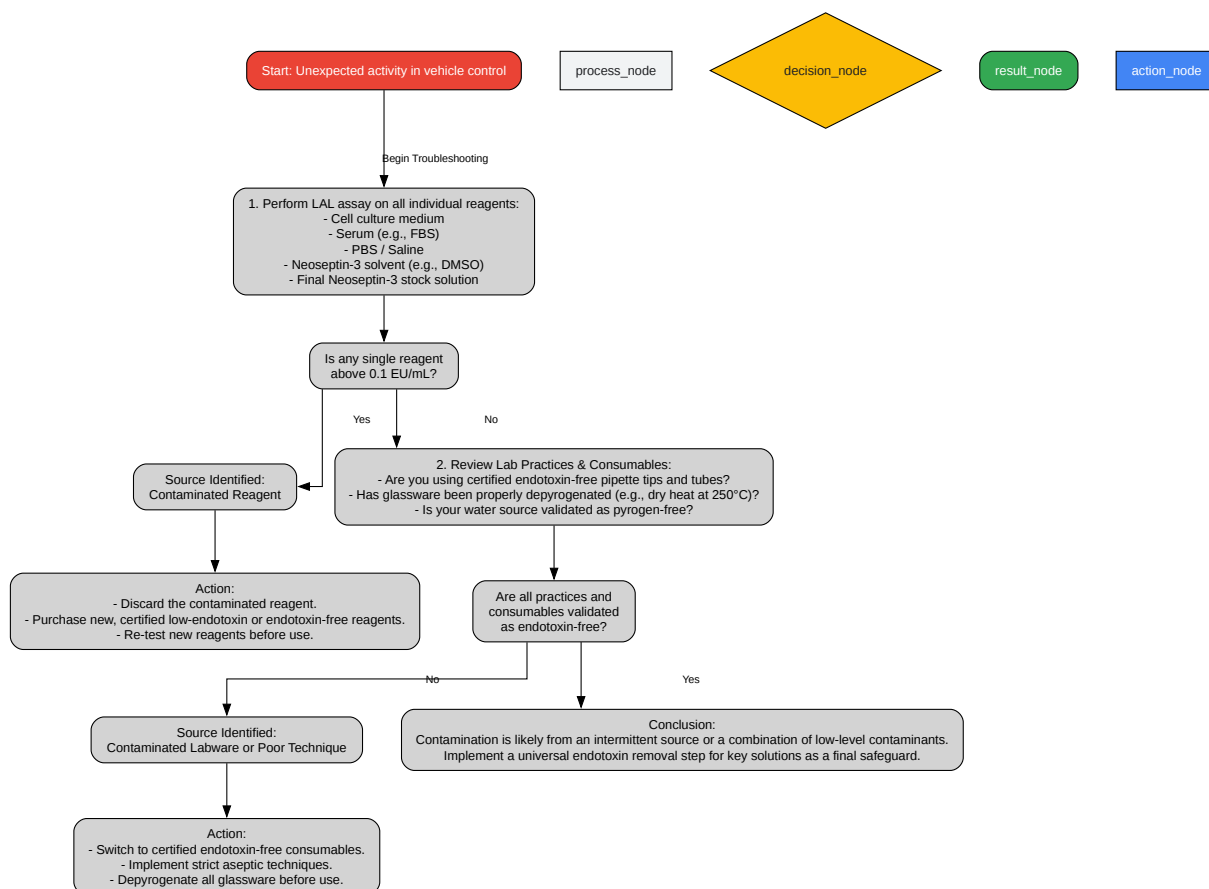 Start: Unexpected activity in vehicle control
process_node
decision_node
result_node
action_node
Begin Troubleshooting
1. Perform LAL assay on all individual reagents:
- Cell culture medium
- Serum (e.g., FBS)
- PBS / Saline
- Neoseptin-3 solvent (e.g., DMSO)
- Final Neoseptin-3 stock solution
Is any single reagent
above 0.1 EU/mL?
Yes
No
Source Identified:
Contaminated Reagent
2. Review Lab Practices & Consumables:
- Are you using certified endotoxin-free pipette tips and tubes?
- Has glassware been properly depyrogenated (e.g., dry heat at 250°C)?
- Is your water source validated as pyrogen-free?
Action:
- Discard the contaminated reagent.
- Purchase new, certified low-endotoxin or endotoxin-free reagents.
- Re-test new reagents before use.
Are all practices and
consumables validated
as endotoxin-free?
No
Yes
Source Identified:
Contaminated Labware or Poor Technique
Conclusion:
Contamination is likely from an intermittent source or a combination of low-level contaminants.
Implement a universal endotoxin removal step for key solutions as a final safeguard.
Action:
- Switch to certified endotoxin-free consumables.
- Implement strict aseptic techniques.
- Depyrogenate all glassware before use.